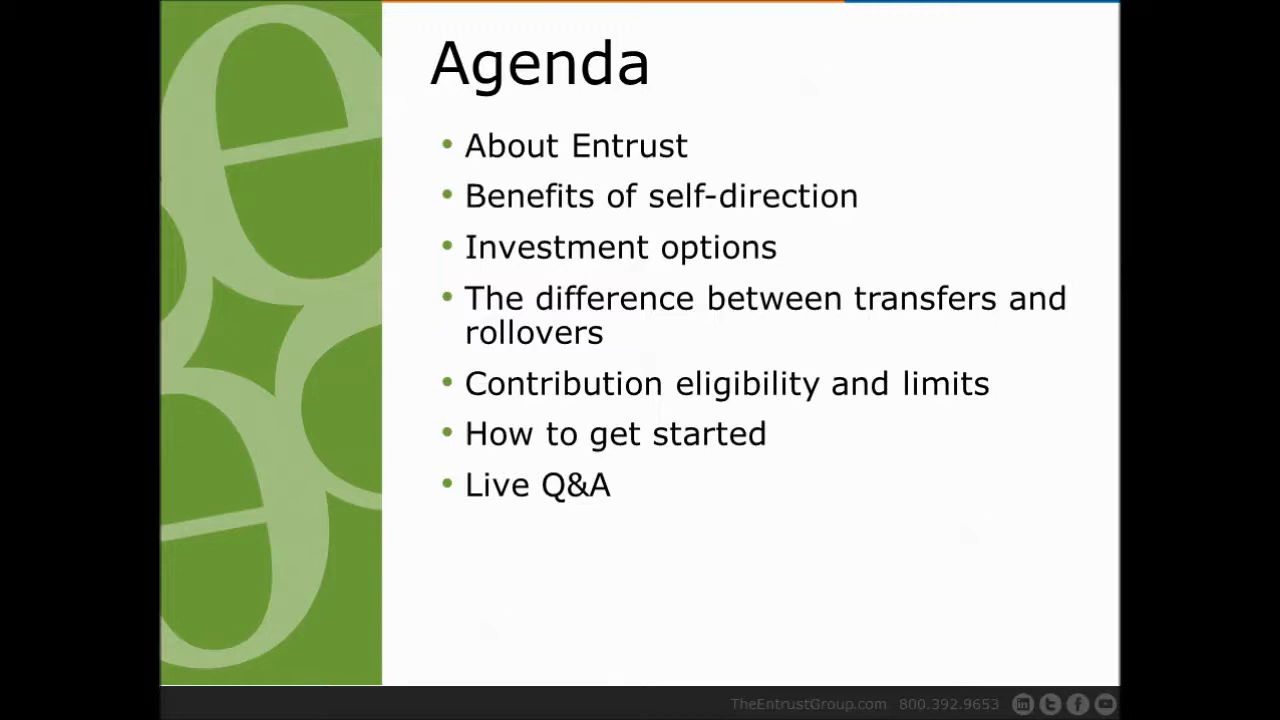 Agenda
• About Entrust
• Benefits of self-direction
• Investment options
• The difference between transfers and
rollovers
• Contribution eligibility and limits
• How to get started
• Live Q&A
TheEntrustGroup.com 800.392.9653